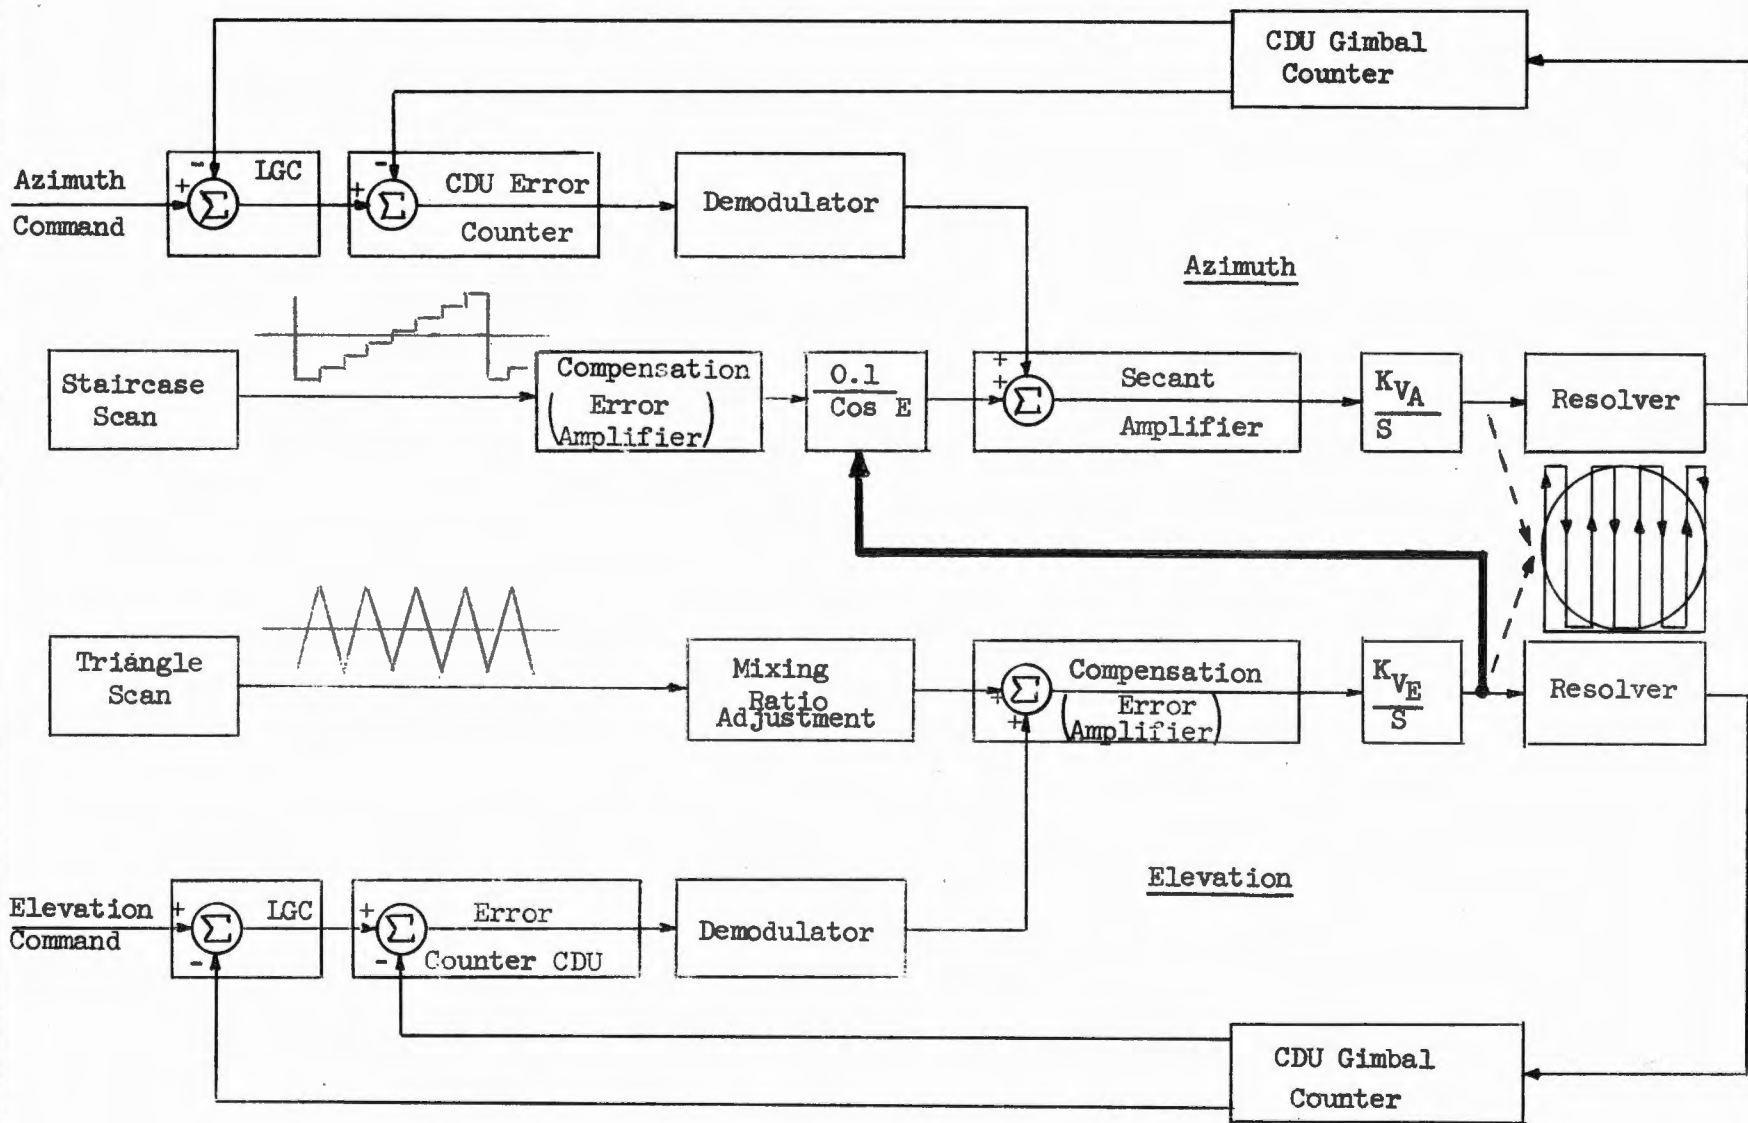 CDU Gimbal
Counter
Azimuth
Command
+
-
Σ
LGC
+
-
Σ
CDU Error
Counter
Demodulator
Azimuth
Staircase
Scan
Compensation
(Error
Amplifier)
0.1
Cos E
+
+
Σ
Secant
Amplifier
KVA
S
Resolver
Triangle
Scan
Mixing
Ratio
Adjustment
Σ
+
+
Compensation
(Error
Amplifier)
KVE
S
Resolver
Elevation
Elevation
Command
+
-
Σ
LGC
+
-
Σ
Error
Counter CDU
Demodulator
CDU Gimbal
Counter